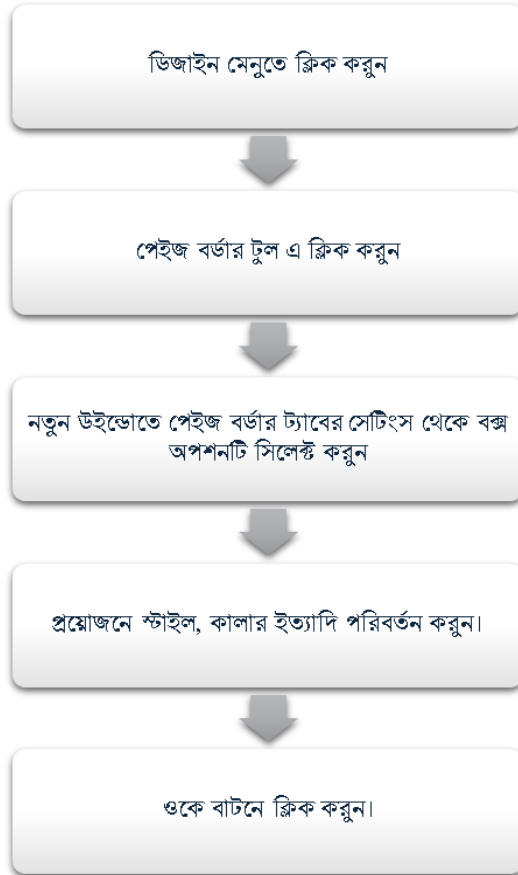 ডিজাইন মেনুতে ক্লিক করুন
পেইজ বর্ডার টুল এ ক্লিক করুন
নতুন উইন্ডোতে পেইজ বর্ডার ট্যাবের সেটিংস থেকে বক্স
অপশনটি সিলেক্ট করুন
প্রয়োজনে স্টাইল, কালার ইত্যাদি পরিবর্তন করুন।
ওকে বাটনে ক্লিক করুন।